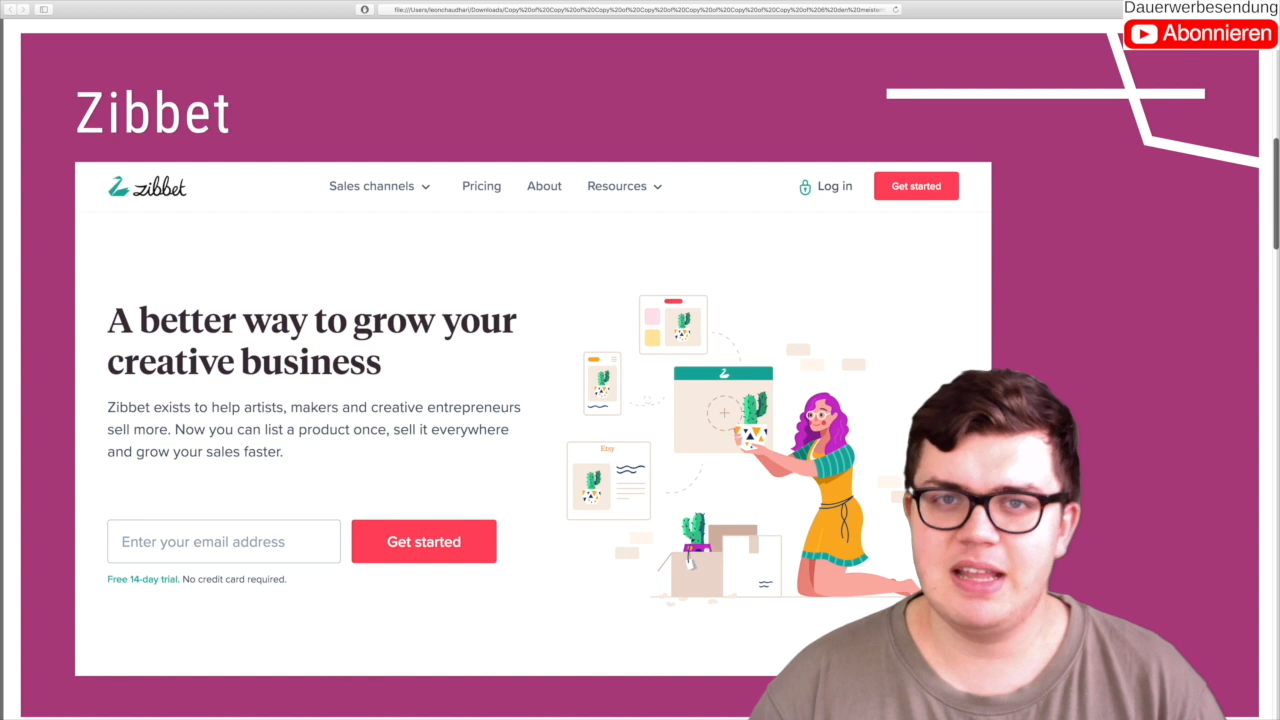 Dauerwerbesendung
Abonnieren
Zibbet
zibbet
Sales channels
Pricing
About
Resources
Log in
Get started
A better way to grow your
creative business
Zibbet exists to help artists, makers and creative entrepreneurs
sell more. Now you can list a product once, sell it everywhere
and grow your sales faster.
Etsy
Enter your email address
Get started
Free 14-day trial. No credit card required.